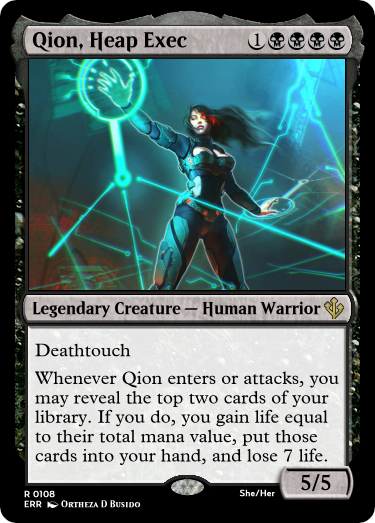 Qion, Heap Exec 1
Legendary Creature — Human Warrior
Deathtouch
Whenever Qion enters or attacks, you
may reveal the top two cards of your
library. If you do, you gain life equal
to their total mana value, put those
cards into your hand, and lose 7 life.
5/5
R 0108
She/Her
ERR Ortheza D Busido